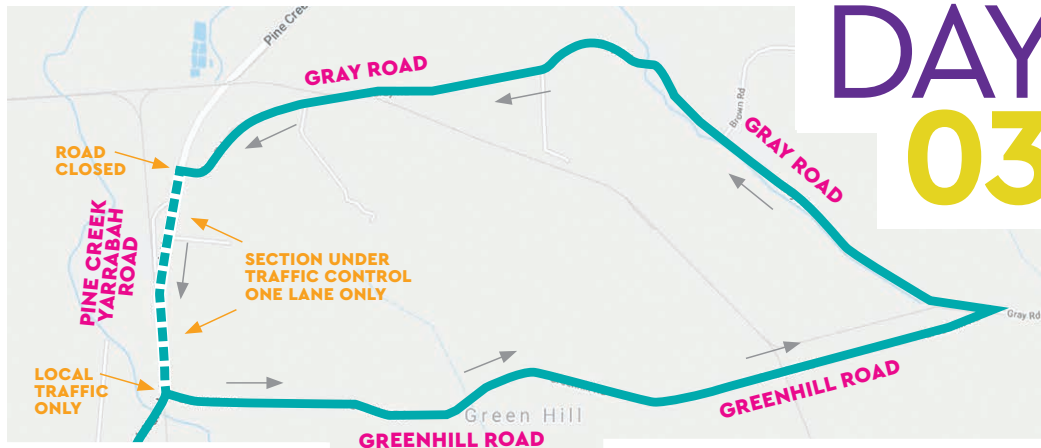 DAY
03
Pine Cree
GRAY ROAD
Brown Rd
GRAY ROAD
ROAD
CLOSED
PINE CREEK
YARRABAH
ROAD
SECTION UNDER
TRAFFIC CONTROL
ONE LANE ONLY
Gray Rd
LOCAL
TRAFFIC
ONLY
GREENHILL ROAD
Green Hill
GREENHILL ROAD